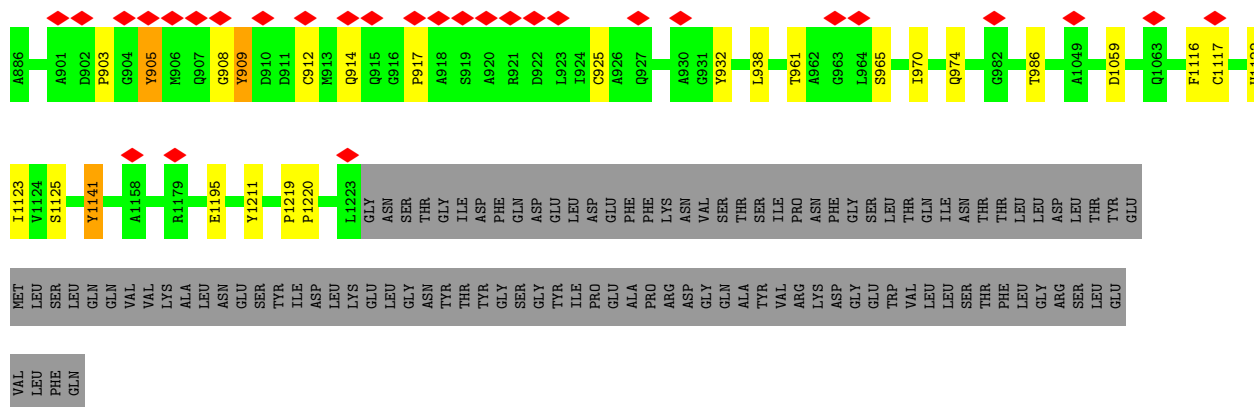 A886 A901 D902 P903 G904 Y905 M906 Q907 G908 Y909 D910 D911 C912 M913 Q914 Q915 G916 P917 A918 S919 A920 R921 D922 L923 I924 C925 A926 Q927 A930 G931 Y932 L938 T961 A962 G963 L964 S965 I970 Q974 G982 T986 A1049 D1059 Q1063 F1116 C1117
I1123 V1124 S1125 Y1141 A1158 R1179 E1195 Y1211 P1219 P1220 L1223 GLY ASN SER THR GLY ILE ASP PHE GLN ASP GLU LEU ASP GLU PHE PHE LYS ASN VAL SER THR SER ILE PRO ASN PHE GLY SER LEU THR GLN ILE ASN THR THR LEU LEU ASP LEU THR TYR GLU
MET LEU SER LEU GLN GLN VAL VAL LYS ALA LEU ASN GLU SER TYR ILE ASP LEU LYS GLU LEU GLY ASN TYR THR TYR GLY SER GLY TYR ILE PRO GLU ALA PRO ARG ASP GLY GLN ALA TYR VAL ARG LYS ASP GLY GLU TRP VAL LEU LEU SER THR PHE LEU GLY ARG SER LEU GLU
VAL LEU PHE GLN